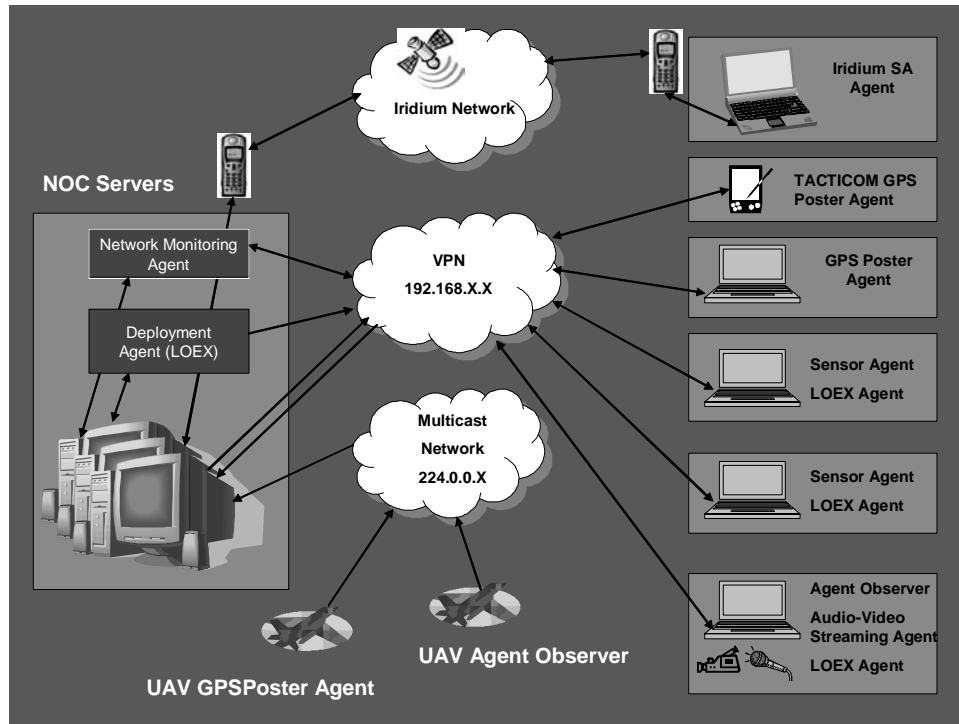 Iridium Network
Iridium SA
Agent
NOC Servers
TACTICOM GPS
Poster Agent
Network Monitoring
Agent
VPN
192.168.X.X
GPS Poster
Agent
Deployment
Agent (LOEX)
Sensor Agent
LOEX Agent
Multicast
Network
224.0.0.X
Sensor Agent
LOEX Agent
Agent Observer
Audio-Video
Streaming Agent
LOEX Agent
UAV Agent Observer
UAV GPSPoster Agent